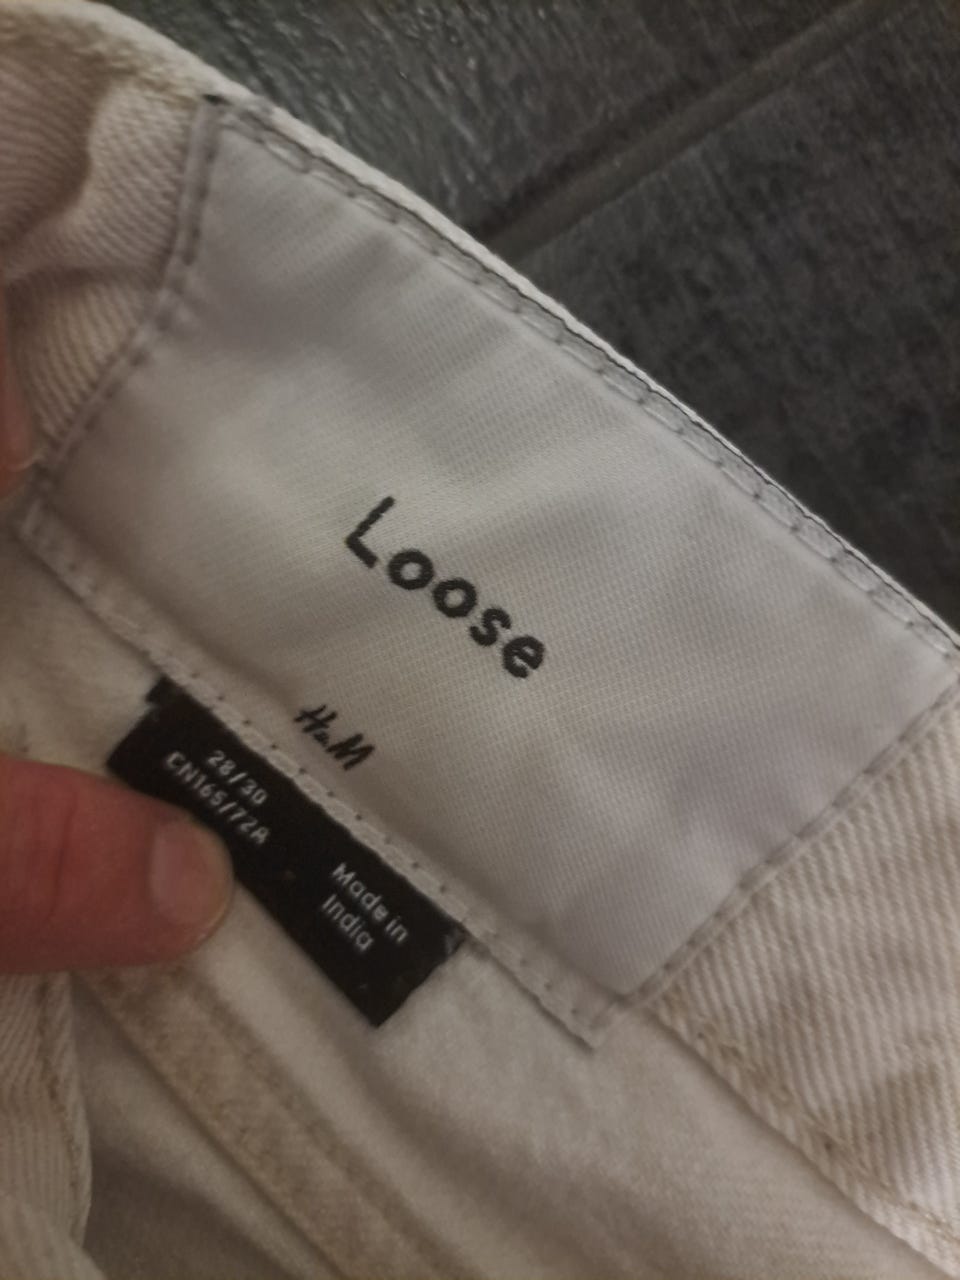 Loose
H&M
28/30
CN165/72A
Made in
India